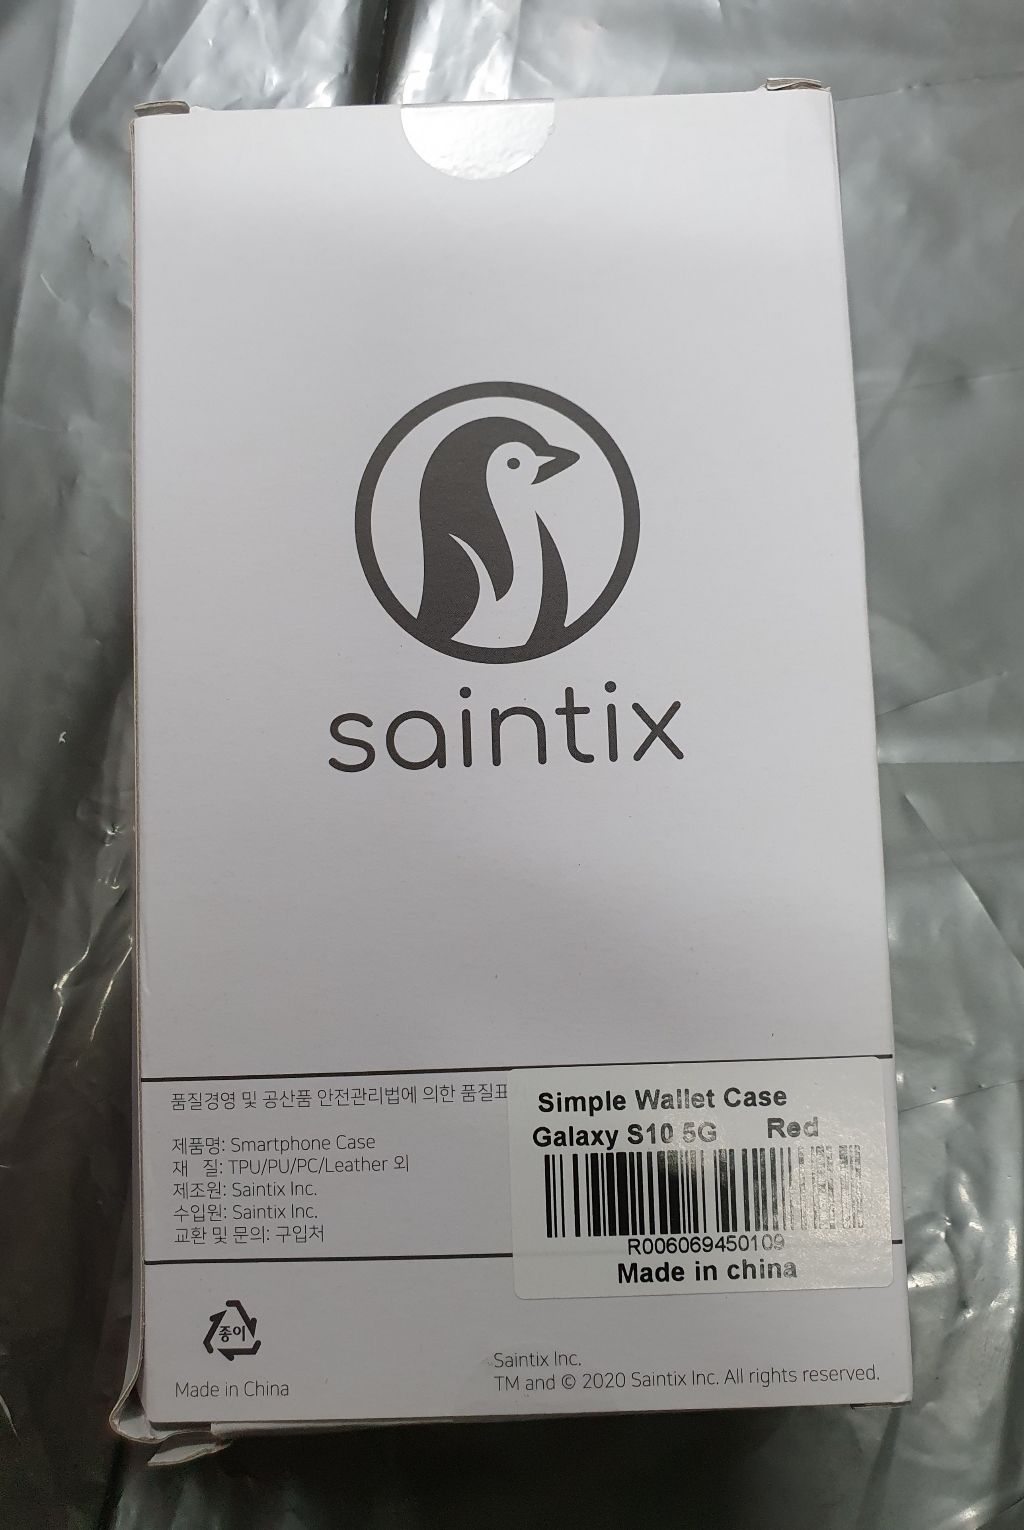 saintix
품질경영 및 공산품 안전관리법에 의한 품질표
제품명: Smartphone Case
재 질: TPU/PU/PC/Leather 외
제조원: Saintix Inc.
수입원: Saintix Inc.
교환 및 문의: 구입처
Simple Wallet Case
Galaxy S10 5G Red
R006069450109
Made in china
종이
Made in China
Saintix Inc.
TM and © 2020 Saintix Inc. All rights reserved.